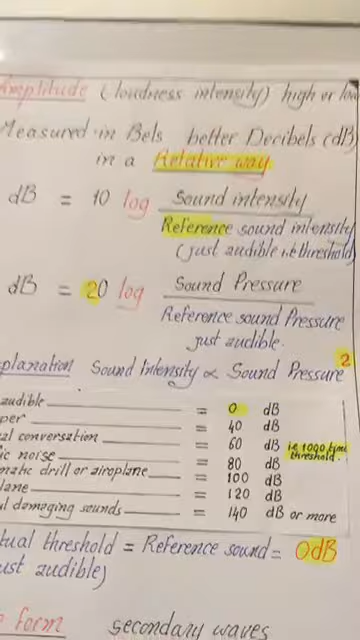 Amplitude (loudness intensity) high or low
Measured in Bels better Decibels (dB)
in a Relative way
dB = 10 log Sound intensity
Reference sound intensity
(just audible i.e threshold)
dB = 20 log Sound Pressure
Reference sound Pressure
just audible.
planation Sound Intensity ∝ Sound Pressure 2
audible = 0 dB
per = 40 dB
al conversation = 60 dB i.e 1000 time
threshold.
ic noise = 80 dB
matic drill or airoplane = 100 dB
lane = 120 dB
ul damaging sounds = 140 dB or more
tual threshold = Reference sound = 0dB
ust audible)
form secondary waves